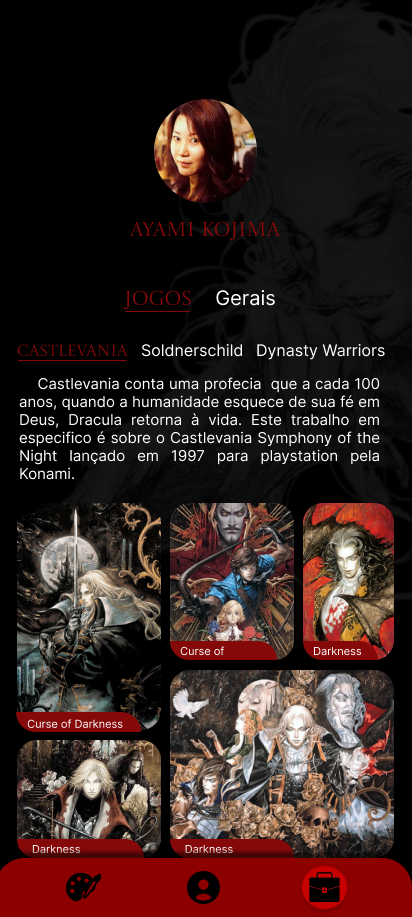 AYAMI KOJIMA
JOGOS Gerais
CASTLEVANIA Soldnerschild Dynasty Warriors
Castlevania conta uma profecia que a cada 100
anos, quando a humanidade esquece de sua fé em
Deus, Dracula retorna à vida. Este trabalho em
especifico é sobre o Castlevania Symphony of the
Night lançado em 1997 para playstation pela
Konami.
Curse of
Darkness
Curse of Darkness
Darkness
Darkness